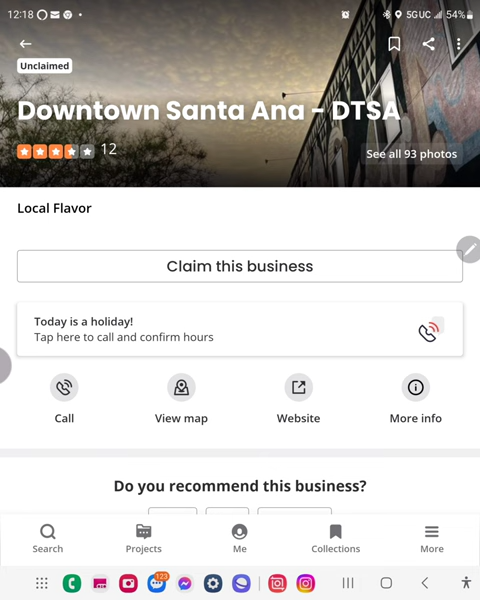 12:18
5GUC 54%
Unclaimed
Downtown Santa Ana - DTSA
12
See all 93 photos
Local Flavor
Claim this business
Today is a holiday!
Tap here to call and confirm hours
Call View map Website More info
Do you recommend this business?
Search Projects Me Collections More
123